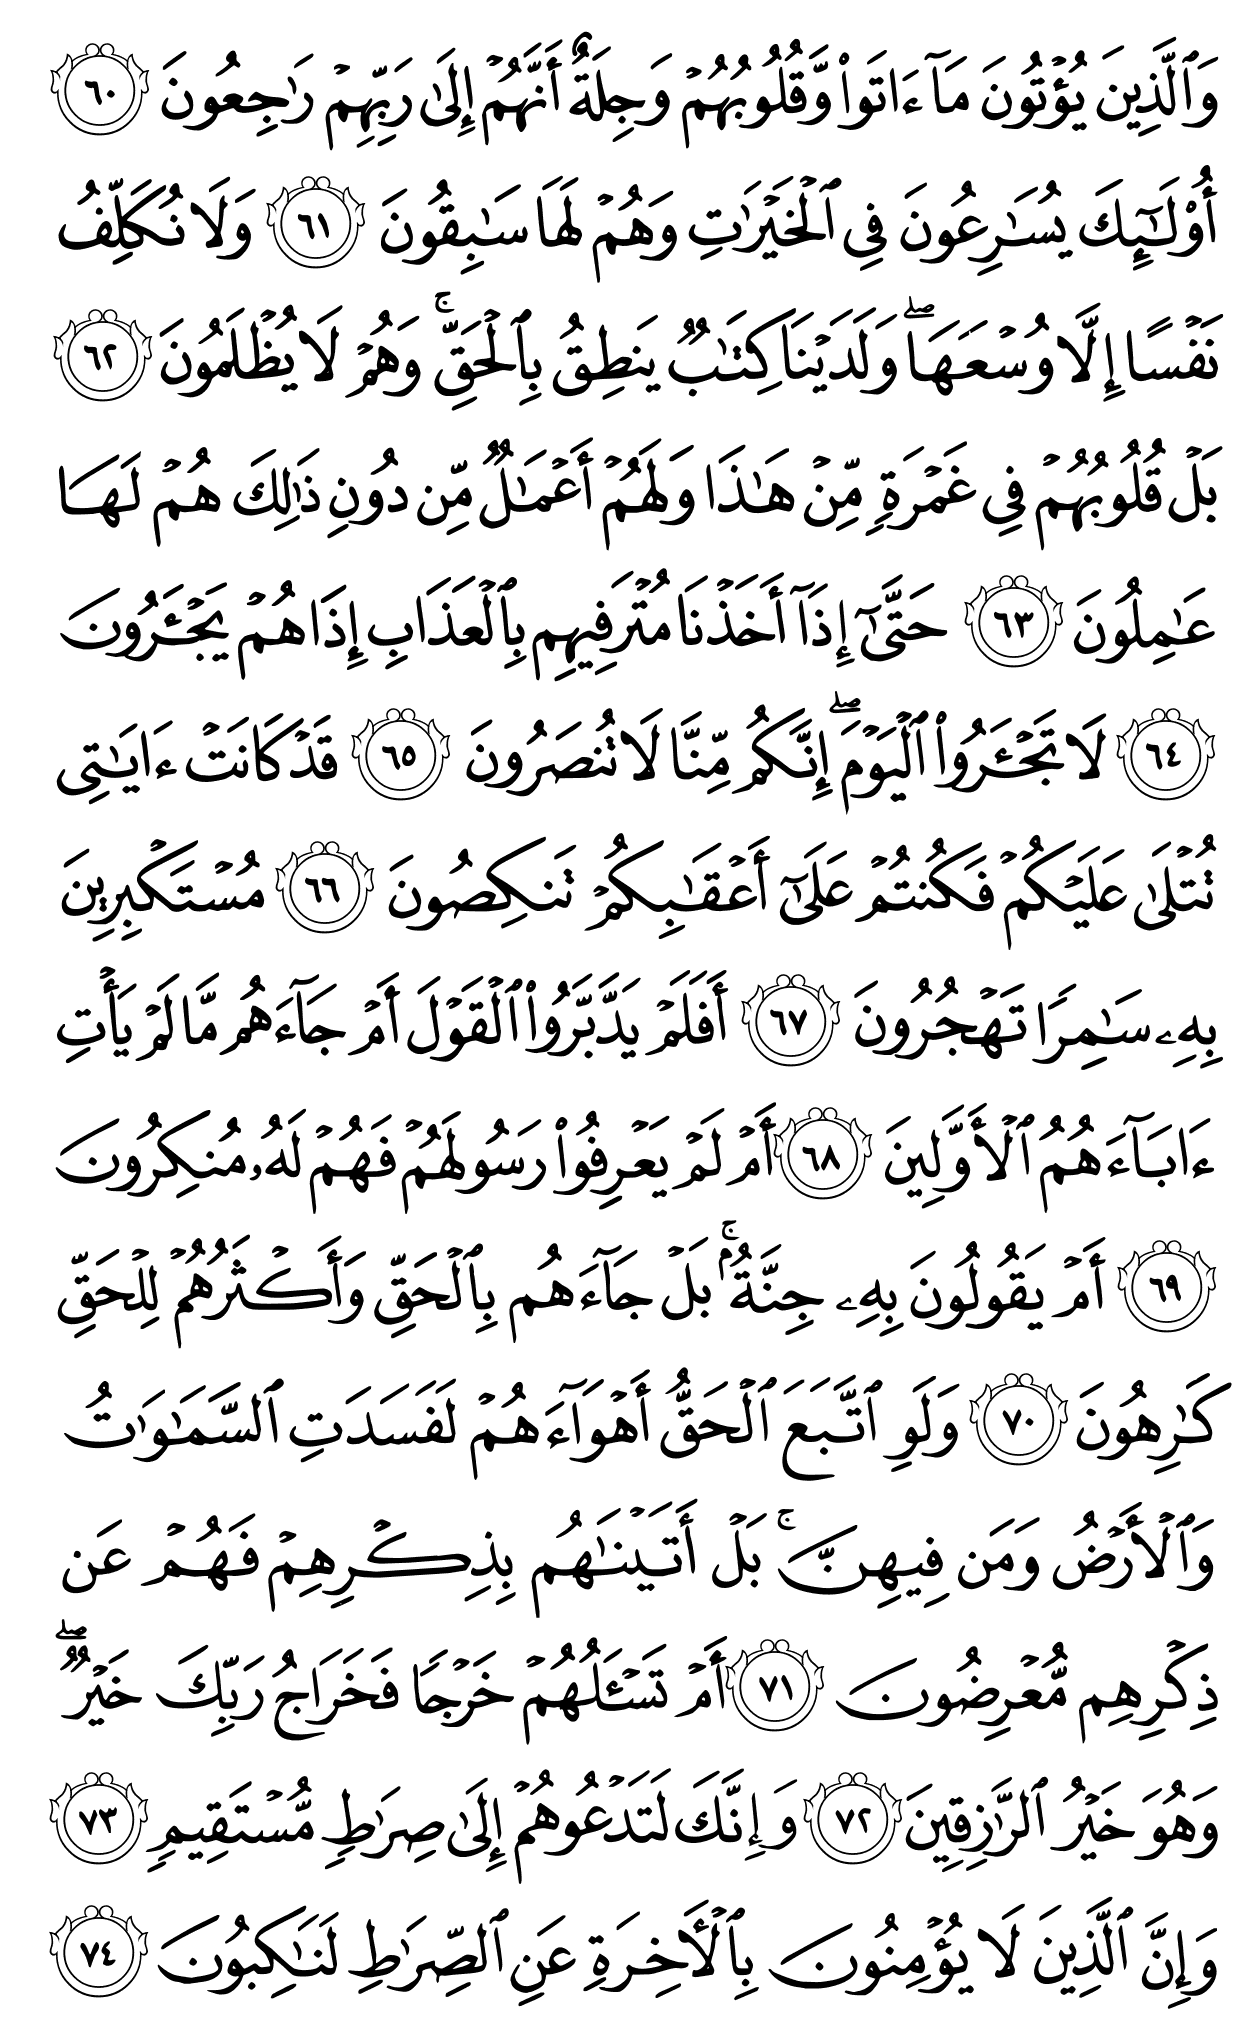 وَٱلَّذِينَ يُؤْتُونَ مَآ ءَاتَوا۟ وَّقُلُوبُهُمْ وَجِلَةٌ أَنَّهُمْ إِلَىٰ رَبِّهِمْ رَٰجِعُونَ ٦٠
أُو۟لَـٰٓئِكَ يُسَـٰرِعُونَ فِى ٱلْخَيْرَٰتِ وَهُمْ لَهَا سَـٰبِقُونَ ٦١ وَلَا نُكَلِّفُ
نَفْسًا إِلَّا وُسْعَهَا ۖ وَلَدَيْنَا كِتَـٰبٌ يَنطِقُ بِٱلْحَقِّ ۚ وَهُمْ لَا يُظْلَمُونَ ٦٢
بَلْ قُلُوبُهُمْ فِى غَمْرَةٍ مِّنْ هَـٰذَا وَلَهُمْ أَعْمَـٰلٌ مِّن دُونِ ذَٰلِكَ هُمْ لَهَا
عَـٰمِلُونَ ٦٣ حَتَّىٰٓ إِذَآ أَخَذْنَا مُتْرَفِيهِم بِٱلْعَذَابِ إِذَا هُمْ يَجْـَٔرُونَ
٦٤ لَا تَجْـَٔرُوا۟ ٱلْيَوْمَ ۖ إِنَّكُم مِّنَّا لَا تُنصَرُونَ ٦٥ قَدْ كَانَتْ ءَايَـٰتِى
تُتْلَىٰ عَلَيْكُمْ فَكُنتُمْ عَلَىٰٓ أَعْقَـٰبِكُمْ تَنكِصُونَ ٦٦ مُسْتَكْبِرِينَ
بِهِۦ سَـٰمِرًا تَهْجُرُونَ ٦٧ أَفَلَمْ يَدَّبَّرُوا۟ ٱلْقَوْلَ أَمْ جَآءَهُم مَّا لَمْ يَأْتِ
ءَابَآءَهُمُ ٱلْأَوَّلِينَ ٦٨ أَمْ لَمْ يَعْرِفُوا۟ رَسُولَهُمْ فَهُمْ لَهُۥ مُنكِرُونَ
٦٩ أَمْ يَقُولُونَ بِهِۦ جِنَّةٌۢ ۚ بَلْ جَآءَهُم بِٱلْحَقِّ وَأَكْثَرُهُمْ لِلْحَقِّ
كَـٰرِهُونَ ٧٠ وَلَوِ ٱتَّبَعَ ٱلْحَقُّ أَهْوَآءَهُمْ لَفَسَدَتِ ٱلسَّمَـٰوَٰتُ
وَٱلْأَرْضُ وَمَن فِيهِنَّ ۚ بَلْ أَتَيْنَـٰهُم بِذِكْرِهِمْ فَهُمْ عَن
ذِكْرِهِم مُّعْرِضُونَ ٧١ أَمْ تَسْـَٔلُهُمْ خَرْجًا فَخَرَاجُ رَبِّكَ خَيْرٌ ۖ
وَهُوَ خَيْرُ ٱلرَّٰزِقِينَ ٧٢ وَإِنَّكَ لَتَدْعُوهُمْ إِلَىٰ صِرَٰطٍ مُّسْتَقِيمٍ ٧٣
وَإِنَّ ٱلَّذِينَ لَا يُؤْمِنُونَ بِٱلْـَٔاخِرَةِ عَنِ ٱلصِّرَٰطِ لَنَـٰكِبُونَ ٧٤